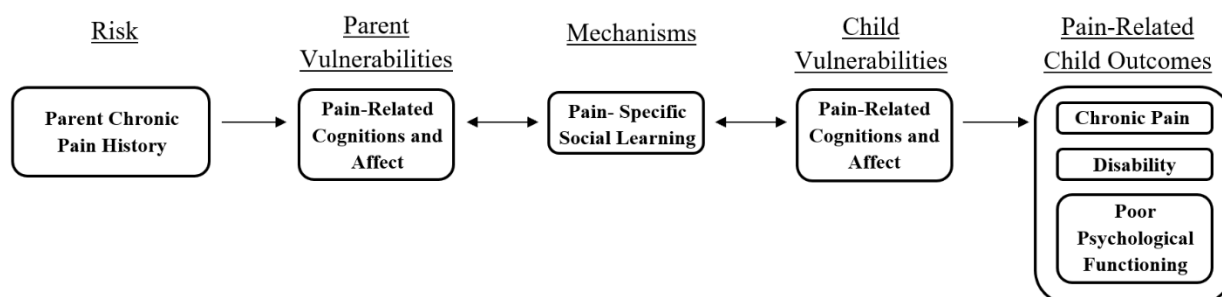 Risk
Parent
Vulnerabilities
Mechanisms
Child
Vulnerabilities
Pain-Related
Child Outcomes
Parent Chronic
Pain History
Pain-Related
Cognitions and
Affect
Pain- Specific
Social Learning
Pain-Related
Cognitions and
Affect
Chronic Pain
Disability
Poor
Psychological
Functioning